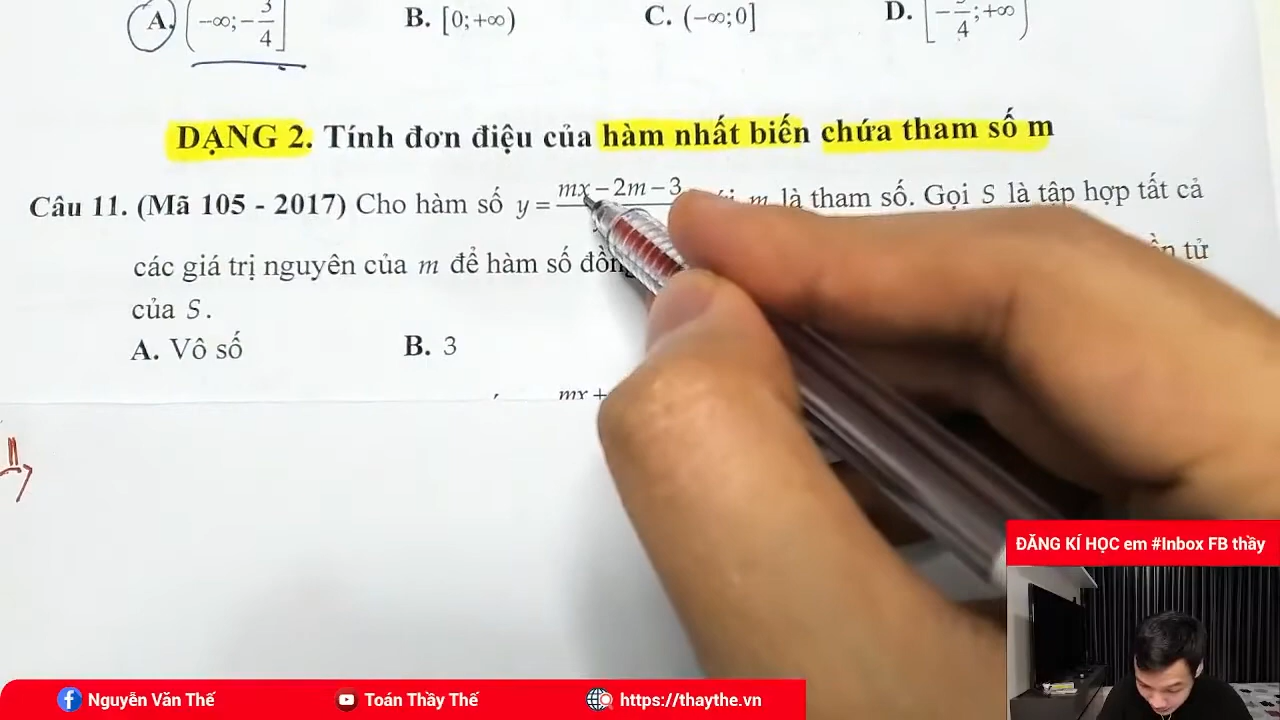 A. (−∞; −3/4]   B. [0; +∞)   C. (−∞; 0]   D. [−3/4; +∞)
DẠNG 2. Tính đơn điệu của hàm nhất biến chứa tham số m
Câu 11. (Mã 105 - 2017) Cho hàm số y = mx − 2m − 3 m là tham số. Gọi S là tập hợp tất cả
các giá trị nguyên của m để hàm số tử
của S.
A. Vô số   B. 3
mx +
11
ĐĂNG KÍ HỌC em #Inbox FB thầy
Nguyễn Văn Thế   Toán Thầy Thế   https://thaythe.vn